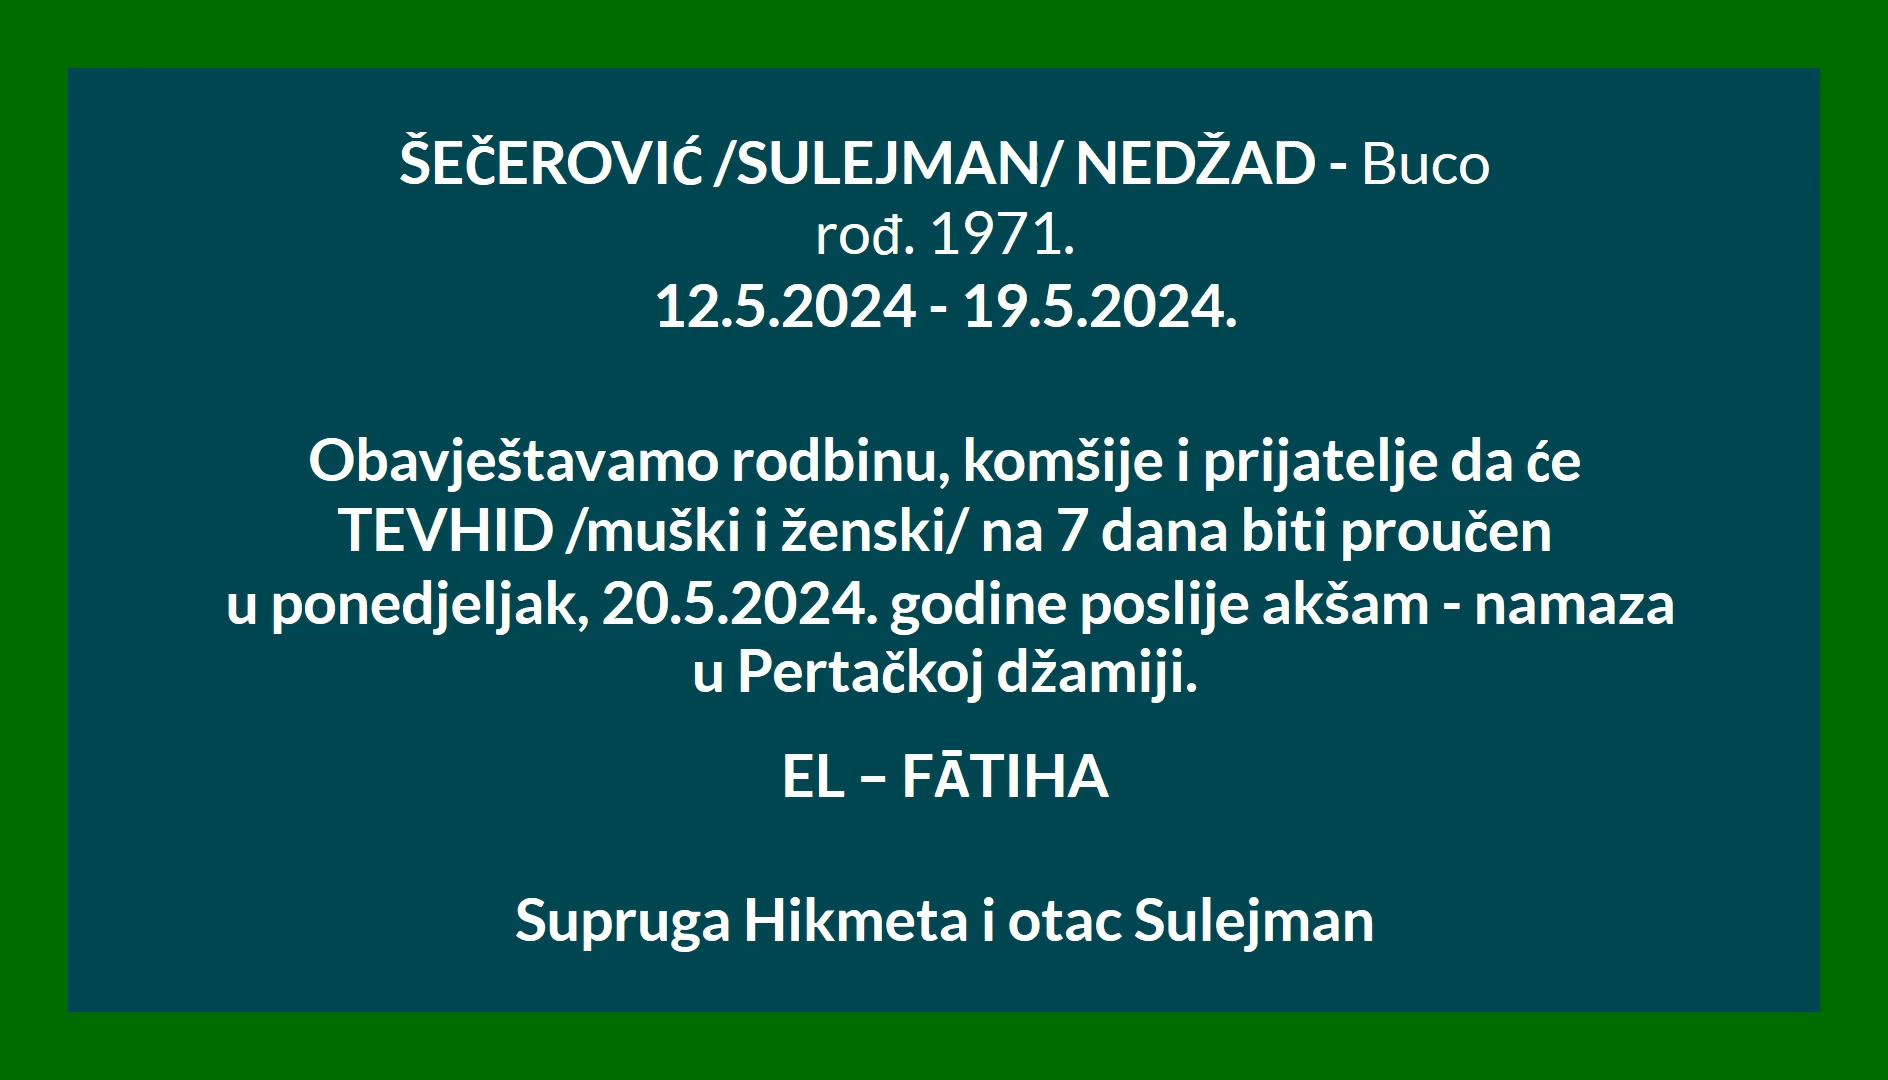 ŠEČEROVIĆ /SULEJMAN/ NEDŽAD - Buco
rođ. 1971.
12.5.2024 - 19.5.2024.
Obavještavamo rodbinu, komšije i prijatelje da će
TEVHID /muški i ženski/ na 7 dana biti proučen
u ponedjeljak, 20.5.2024. godine poslije akšam - namaza
u Pertačkoj džamiji.
EL – FĀTIHA
Supruga Hikmeta i otac Sulejman